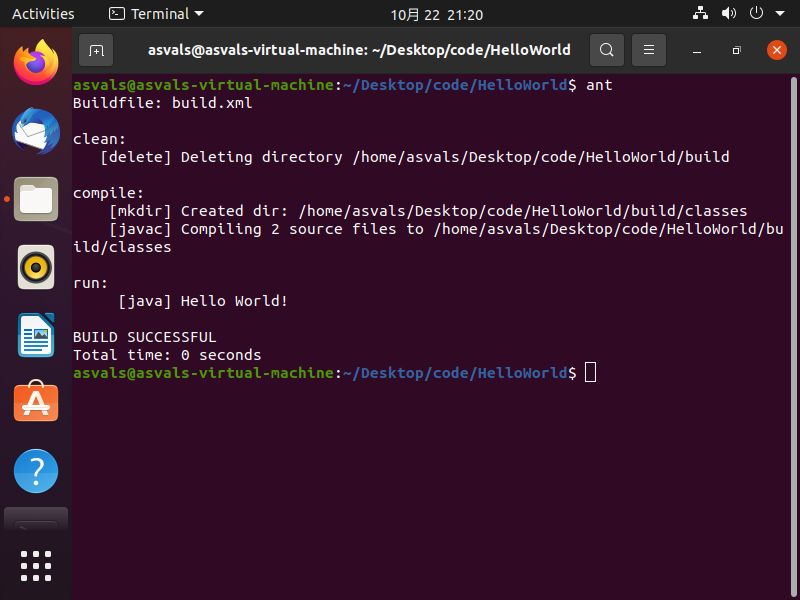 Activities Terminal 10月 22 21:20
asvals@asvals-virtual-machine: ~/Desktop/code/HelloWorld
asvals@asvals-virtual-machine:~/Desktop/code/HelloWorld$ ant
Buildfile: build.xml
clean:
[delete] Deleting directory /home/asvals/Desktop/code/HelloWorld/build
compile:
[mkdir] Created dir: /home/asvals/Desktop/code/HelloWorld/build/classes
[javac] Compiling 2 source files to /home/asvals/Desktop/code/HelloWorld/bu
ild/classes
run:
[java] Hello World!
BUILD SUCCESSFUL
Total time: 0 seconds
asvals@asvals-virtual-machine:~/Desktop/code/HelloWorld$